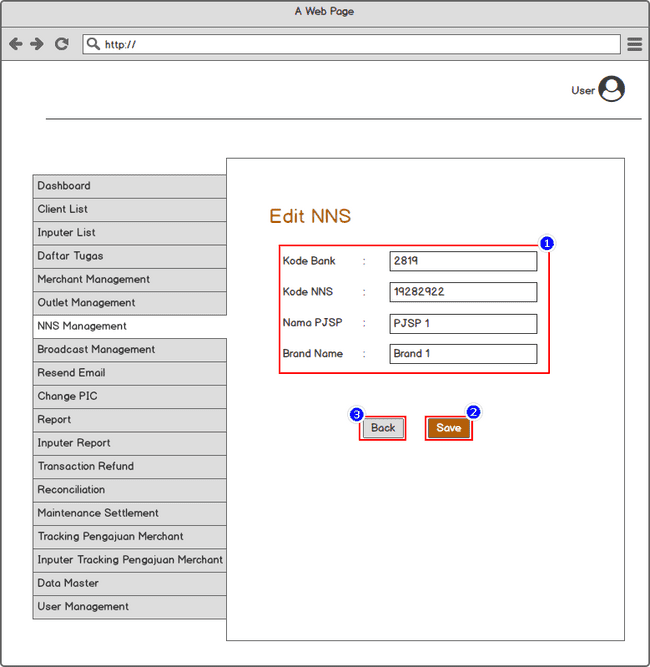 A Web Page
http://
User
Dashboard
Client List
Inputer List
Daftar Tugas
Merchant Management
Outlet Management
NNS Management
Broadcast Management
Resend Email
Change PIC
Report
Inputer Report
Transaction Refund
Reconciliation
Maintenance Settlement
Tracking Pengajuan Merchant
Inputer Tracking Pengajuan Merchant
Data Master
User Management
Edit NNS
1
Kode Bank : 2819
Kode NNS : 19282922
Nama PJSP : PJSP 1
Brand Name : Brand 1
3 2
Back Save